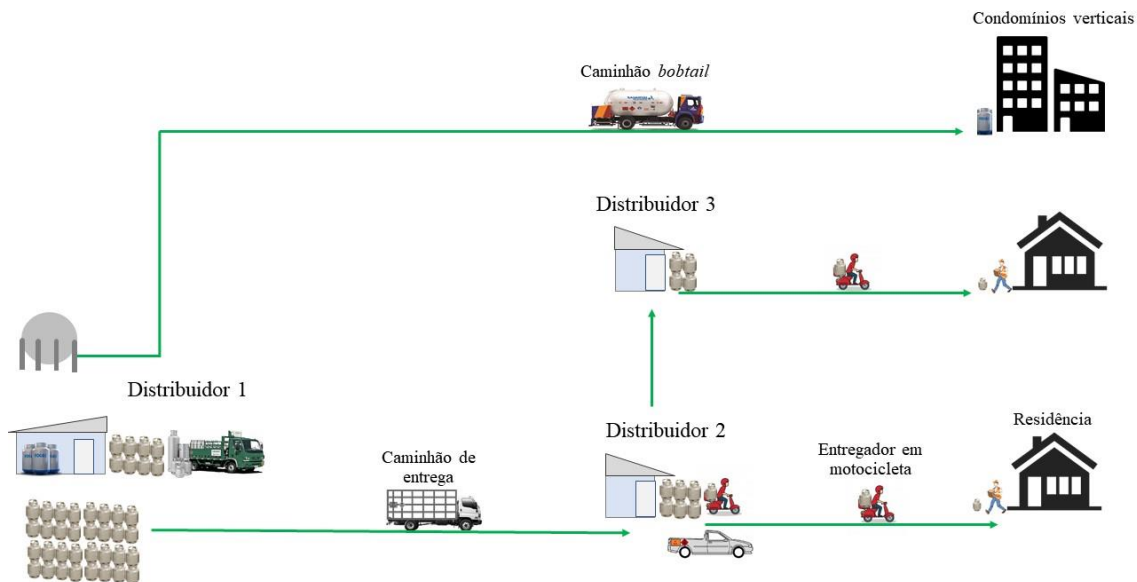 Condomínios verticais
Caminhão bobtail
Distribuidor 3
Distribuidor 1
Distribuidor 2
Residência
Caminhão de
entrega
Entregador em
motocicleta